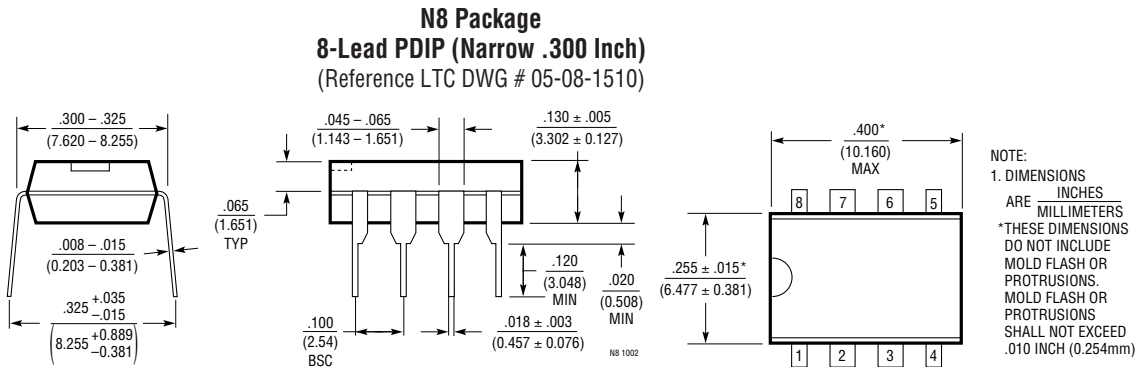 N8 Package
8-Lead PDIP (Narrow .300 Inch)
(Reference LTC DWG # 05-08-1510)
.300 – .325
(7.620 – 8.255)
.065
(1.651)
TYP
.008 – .015
(0.203 – 0.381)
.325 +.035 –.015
(8.255 +0.889 –0.381)
.045 – .065
(1.143 – 1.651)
.130 ± .005
(3.302 ± 0.127)
.120
(3.048)
MIN
.020
(0.508)
MIN
.100
(2.54)
BSC
.018 ± .003
(0.457 ± 0.076)
N8 1002
.400*
(10.160)
MAX
8 7 6 5
.255 ± .015*
(6.477 ± 0.381)
1 2 3 4
NOTE:
1. DIMENSIONS
ARE INCHES
MILLIMETERS
*THESE DIMENSIONS
DO NOT INCLUDE
MOLD FLASH OR
PROTRUSIONS.
MOLD FLASH OR
PROTRUSIONS
SHALL NOT EXCEED
.010 INCH (0.254mm)